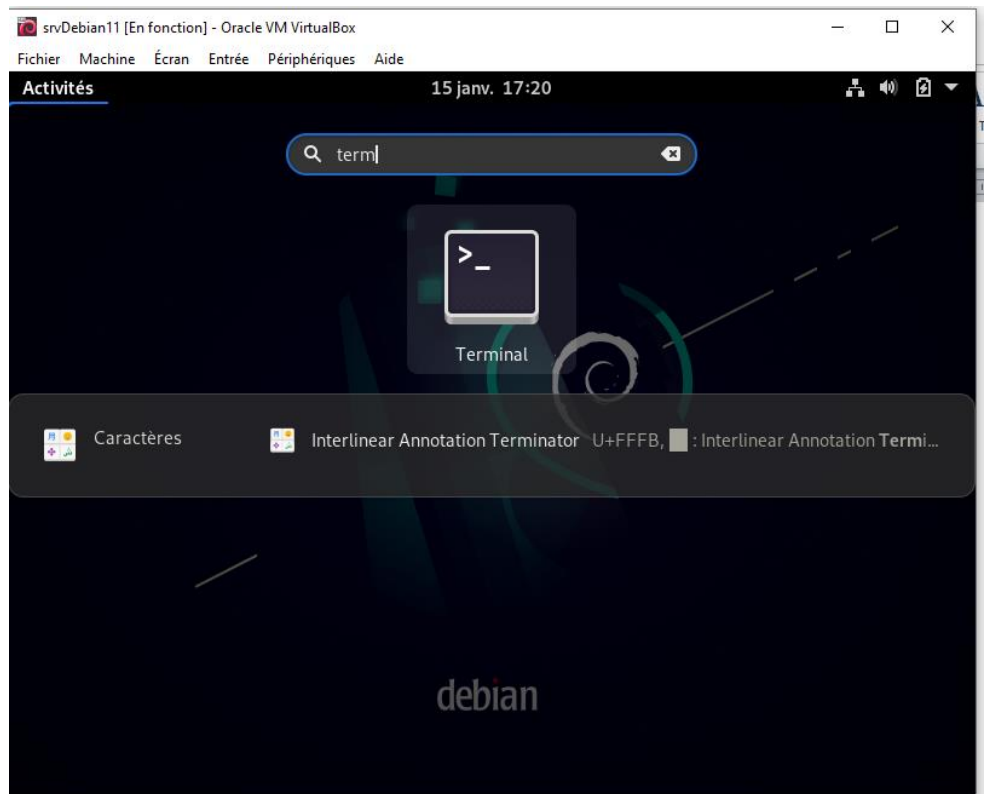 srvDebian11 [En fonction] - Oracle VM VirtualBox
Fichier Machine Écran Entrée Périphériques Aide
Activités 15 janv. 17:20
term
>_
Terminal
Caractères Interlinear Annotation Terminator U+FFFB, : Interlinear Annotation Termi...
debian